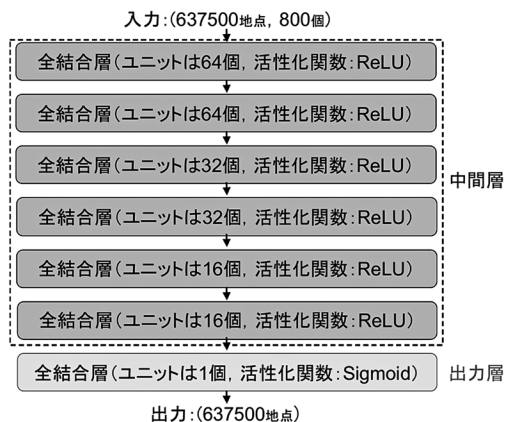 入力:(637500地点, 800個)
全結合層(ユニットは64個, 活性化関数:ReLU)
全結合層(ユニットは64個, 活性化関数:ReLU)
全結合層(ユニットは32個, 活性化関数:ReLU)
全結合層(ユニットは32個, 活性化関数:ReLU)
全結合層(ユニットは16個, 活性化関数:ReLU)
全結合層(ユニットは16個, 活性化関数:ReLU)
中間層
全結合層(ユニットは1個, 活性化関数:Sigmoid)
出力層
出力:(637500地点)